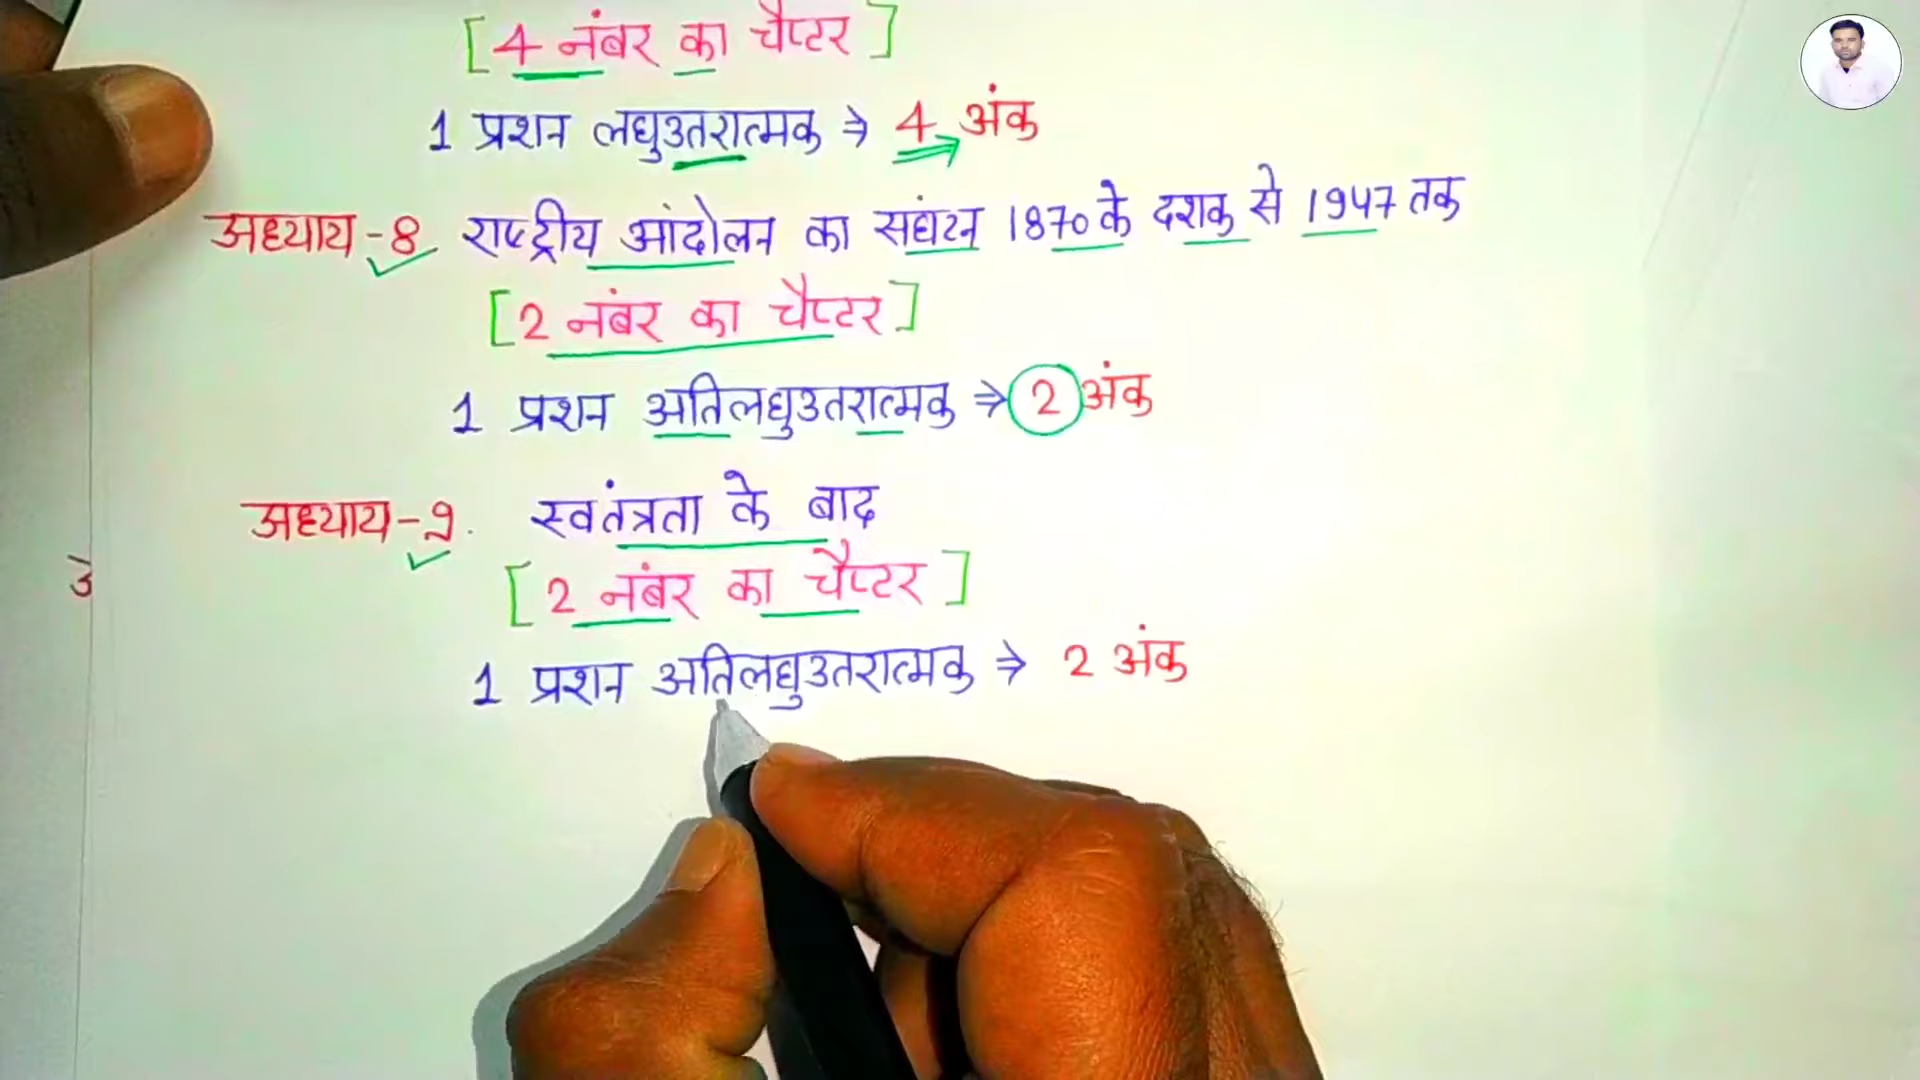 [4 नंबर का चैप्टर]
1 प्रशन लघुउतरात्मक ⇒ 4 अंक
अध्याय-8 राष्ट्रीय आंदोलन का संघटन 1870 के दशक से 1947 तक
[2 नंबर का चैप्टर]
1 प्रशन अतिलघुउतरात्मक ⇒ 2 अंक
अध्याय-9. स्वतंत्रता के बाद
[2 नंबर का चैप्टर]
1 प्रशन अतिलघुउतरात्मक ⇒ 2 अंक